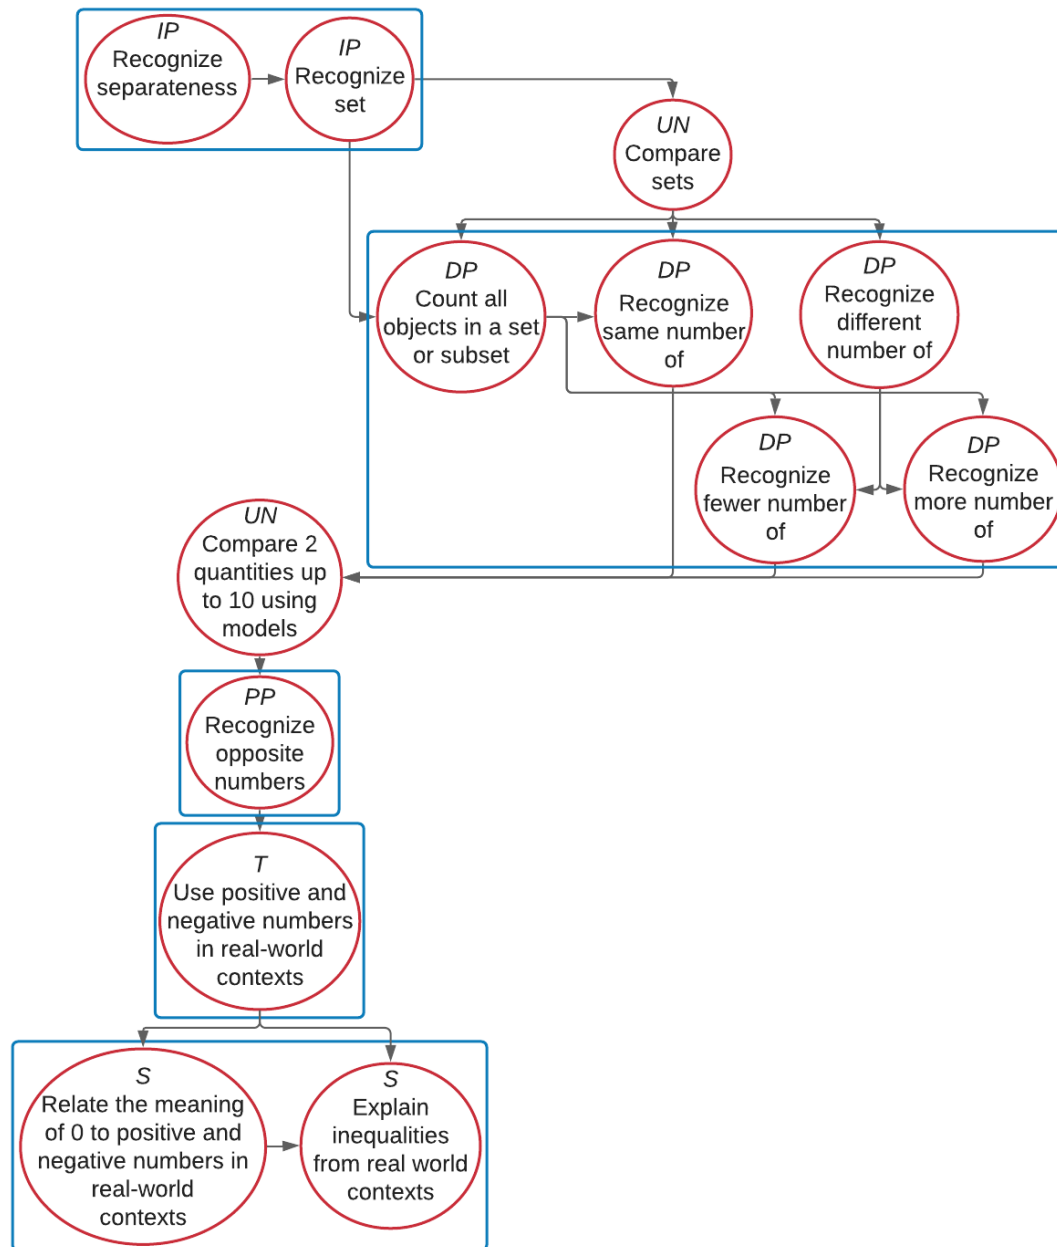 IP
Recognize
separateness
IP
Recognize
set
UN
Compare
sets
DP
Count all
objects in a set
or subset
DP
Recognize
same number
of
DP
Recognize
different
number of
DP
Recognize
fewer number
of
DP
Recognize
more number
of
UN
Compare 2
quantities up
to 10 using
models
PP
Recognize
opposite
numbers
T
Use positive and
negative numbers
in real-world
contexts
S
Relate the meaning
of 0 to positive and
negative numbers in
real-world
contexts
S
Explain
inequalities
from real world
contexts